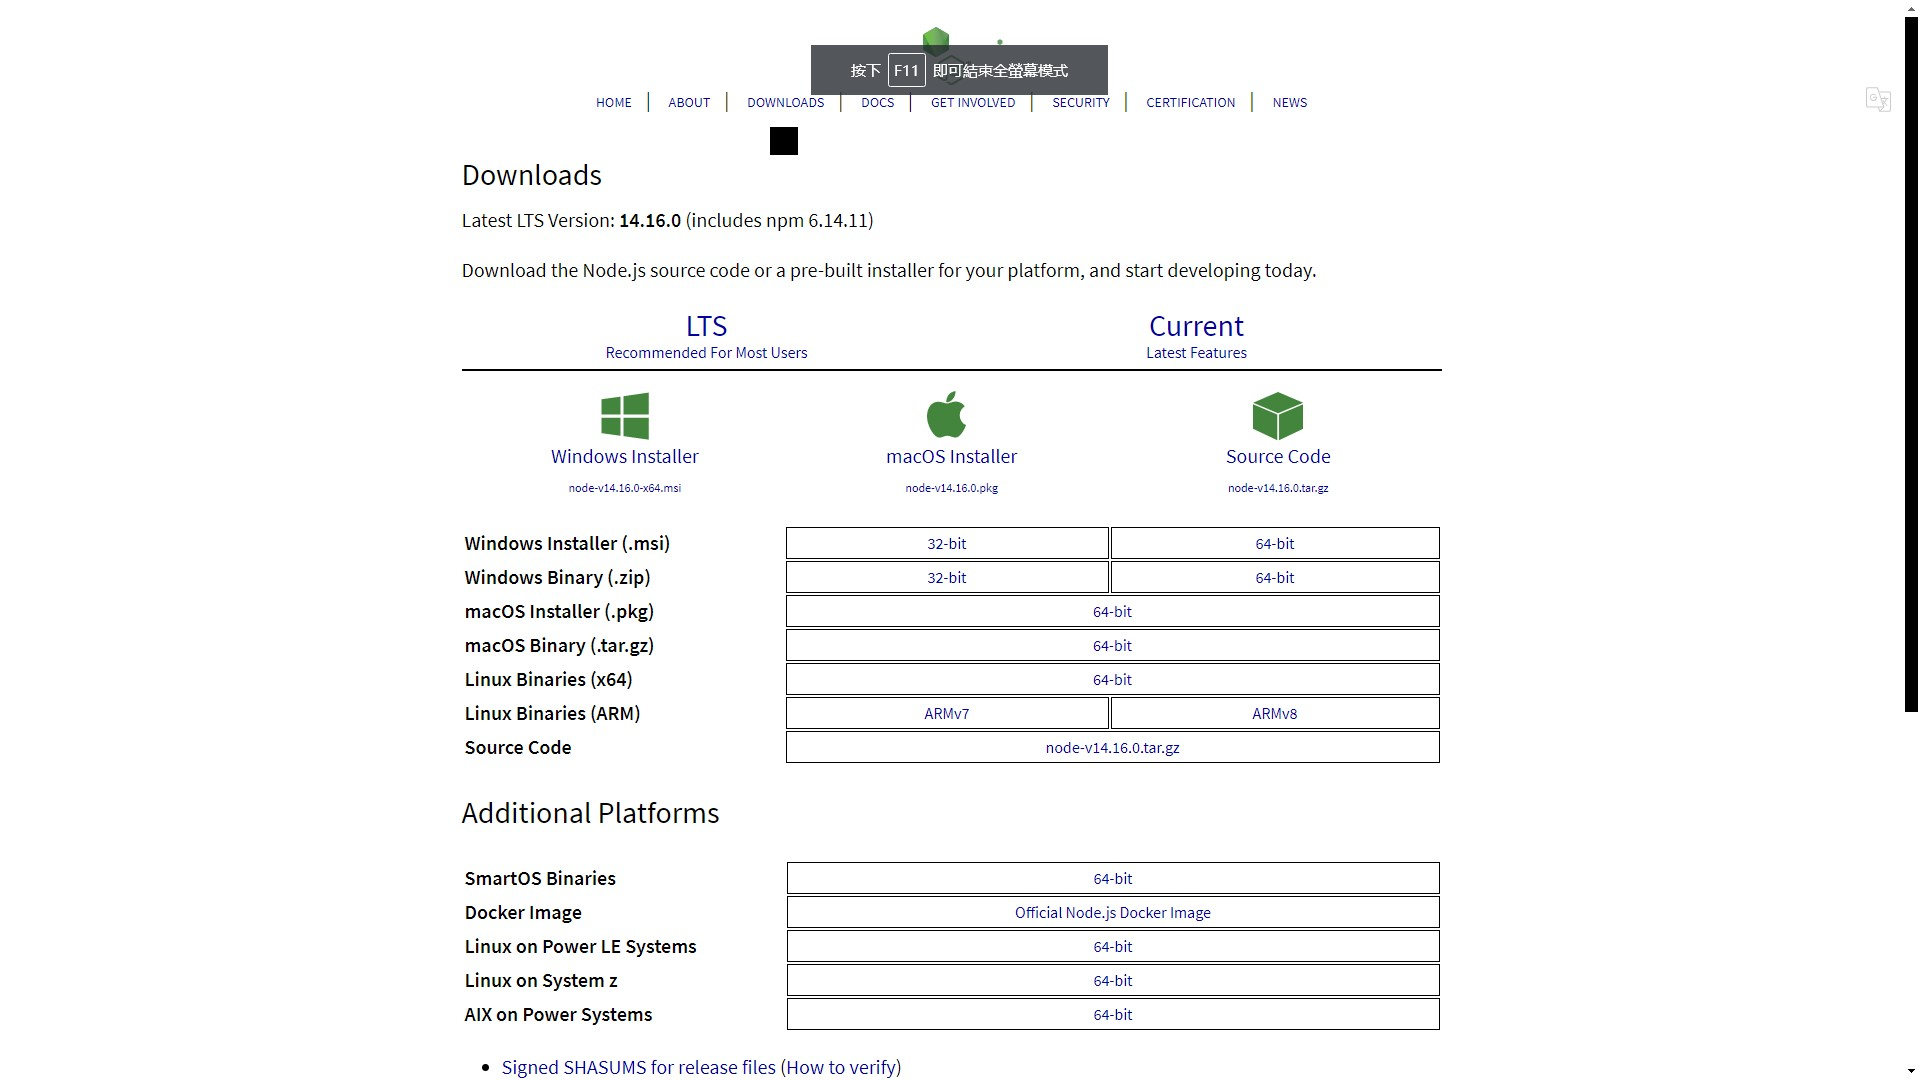 按下 F11 即可結束全螢幕模式
HOME ABOUT DOWNLOADS DOCS GET INVOLVED SECURITY CERTIFICATION NEWS
Downloads
Latest LTS Version: 14.16.0 (includes npm 6.14.11)
Download the Node.js source code or a pre-built installer for your platform, and start developing today.
LTS
Recommended For Most Users
Current
Latest Features
Windows Installer
node-v14.16.0-x64.msi
macOS Installer
node-v14.16.0.pkg
Source Code
node-v14.16.0.tar.gz
Windows Installer (.msi) 32-bit 64-bit
Windows Binary (.zip) 32-bit 64-bit
macOS Installer (.pkg) 64-bit
macOS Binary (.tar.gz) 64-bit
Linux Binaries (x64) 64-bit
Linux Binaries (ARM) ARMv7 ARMv8
Source Code node-v14.16.0.tar.gz
Additional Platforms
SmartOS Binaries 64-bit
Docker Image Official Node.js Docker Image
Linux on Power LE Systems 64-bit
Linux on System z 64-bit
AIX on Power Systems 64-bit
• Signed SHASUMS for release files (How to verify)